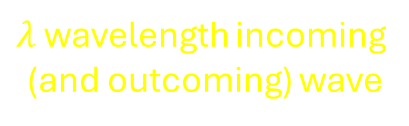 λ wavelength incoming
(and outcoming) wave